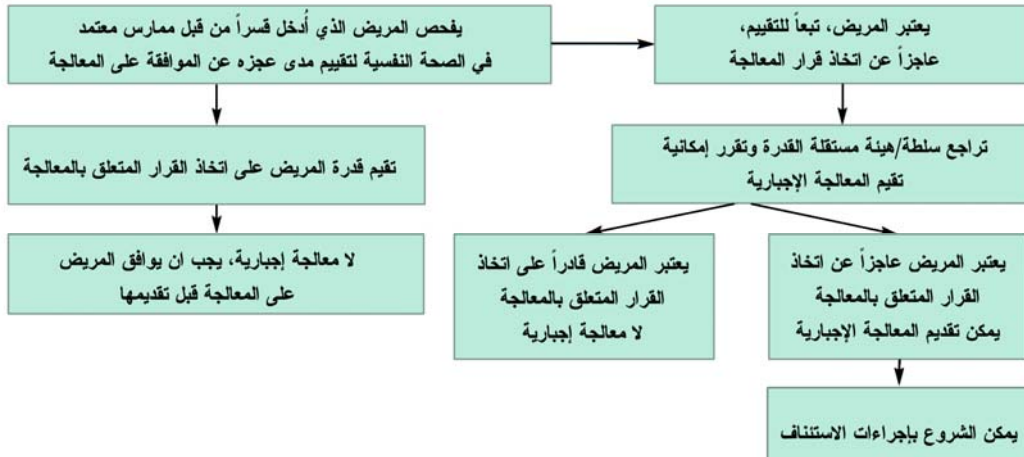 يفحص المريض الذي أُدخل قسراً من قبل ممارس معتمد
في الصحة النفسية لتقييم مدى عجزه عن الموافقة على المعالجة
يعتبر المريض، تبعاً للتقييم،
عاجزاً عن اتخاذ قرار المعالجة
تقيم قدرة المريض على اتخاذ القرار المتعلق بالمعالجة
تراجع سلطة/هيئة مستقلة القدرة وتقرر إمكانية
تقيم المعالجة الإجبارية
لا معالجة إجبارية، يجب ان يوافق المريض
على المعالجة قبل تقديمها
يعتبر المريض قادراً على اتخاذ
القرار المتعلق بالمعالجة
لا معالجة إجبارية
يعتبر المريض عاجزاً عن اتخاذ
القرار المتعلق بالمعالجة
يمكن تقديم المعالجة الإجبارية
يمكن الشروع بإجراءات الاستئناف